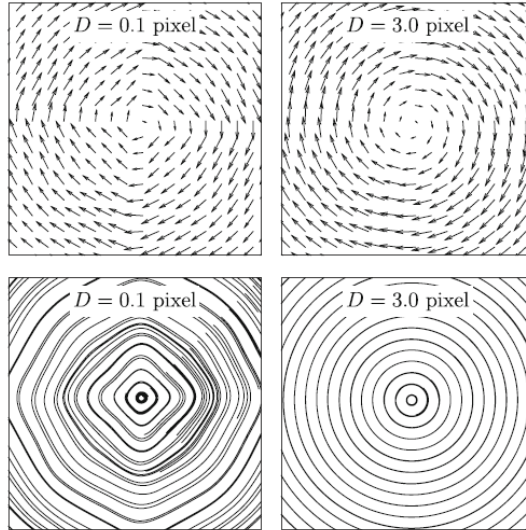 D = 0.1 pixel
D = 3.0 pixel
D = 0.1 pixel
D = 3.0 pixel